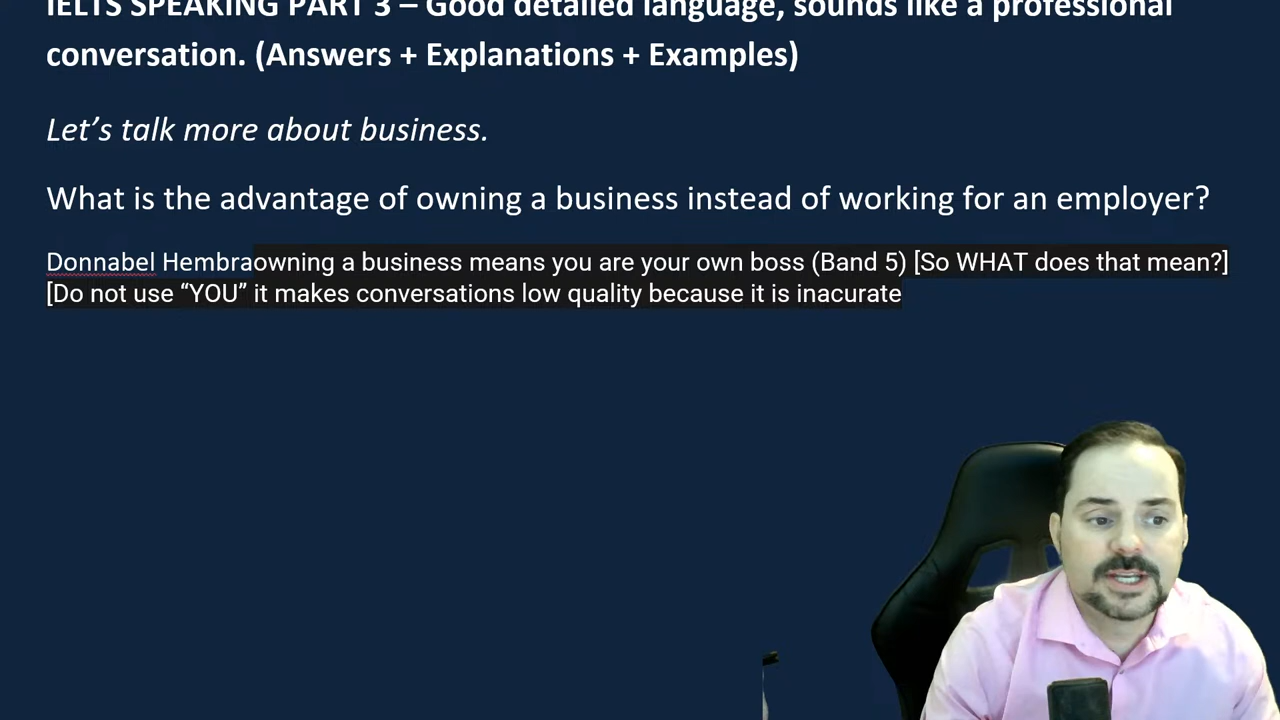 IELTS SPEAKING PART 3 – Good detailed language, sounds like a professional
conversation. (Answers + Explanations + Examples)
Let’s talk more about business.
What is the advantage of owning a business instead of working for an employer?
Donnabel Hembraowning a business means you are your own boss (Band 5) [So WHAT does that mean?]
[Do not use “YOU” it makes conversations low quality because it is inacurate